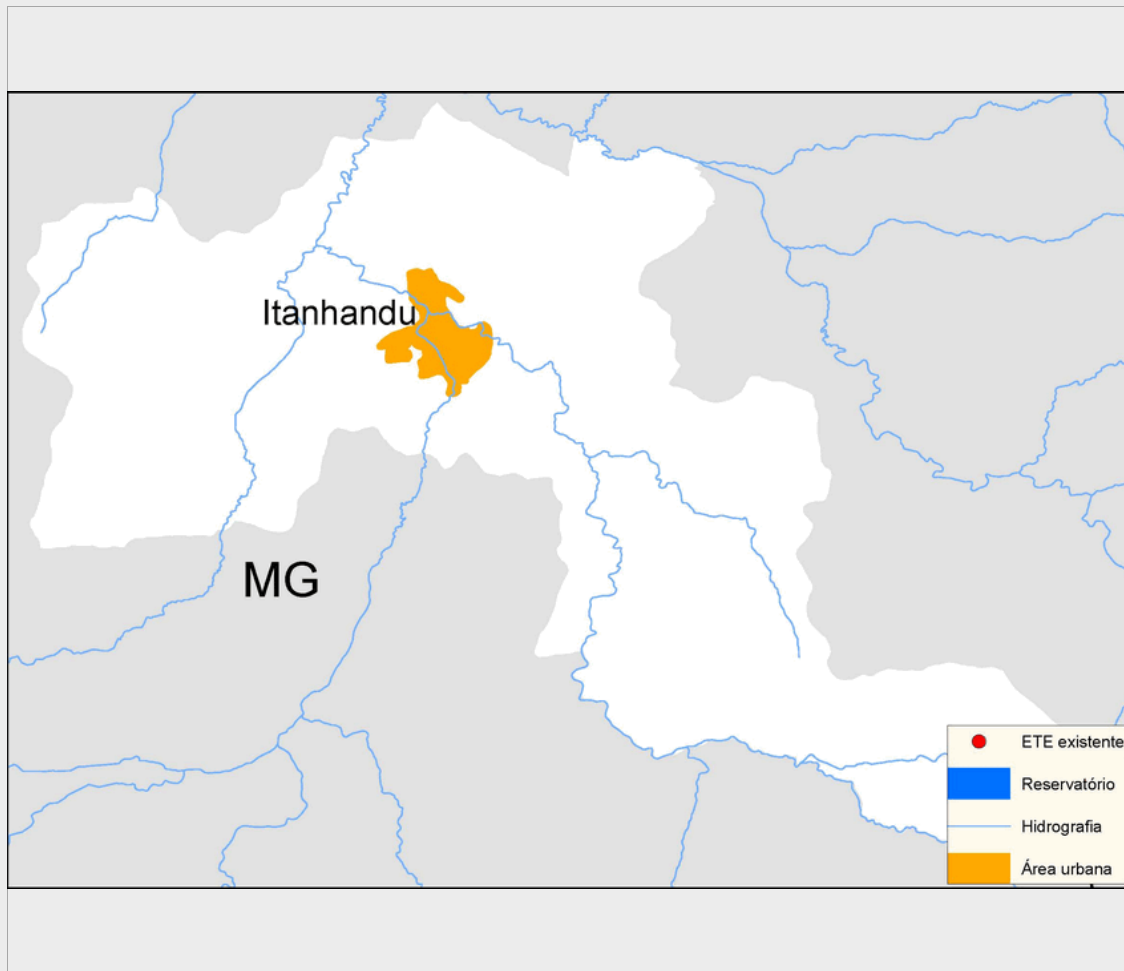 Itanhandu
MG
ETE existente
Reservatório
Hidrografia
Área urbana